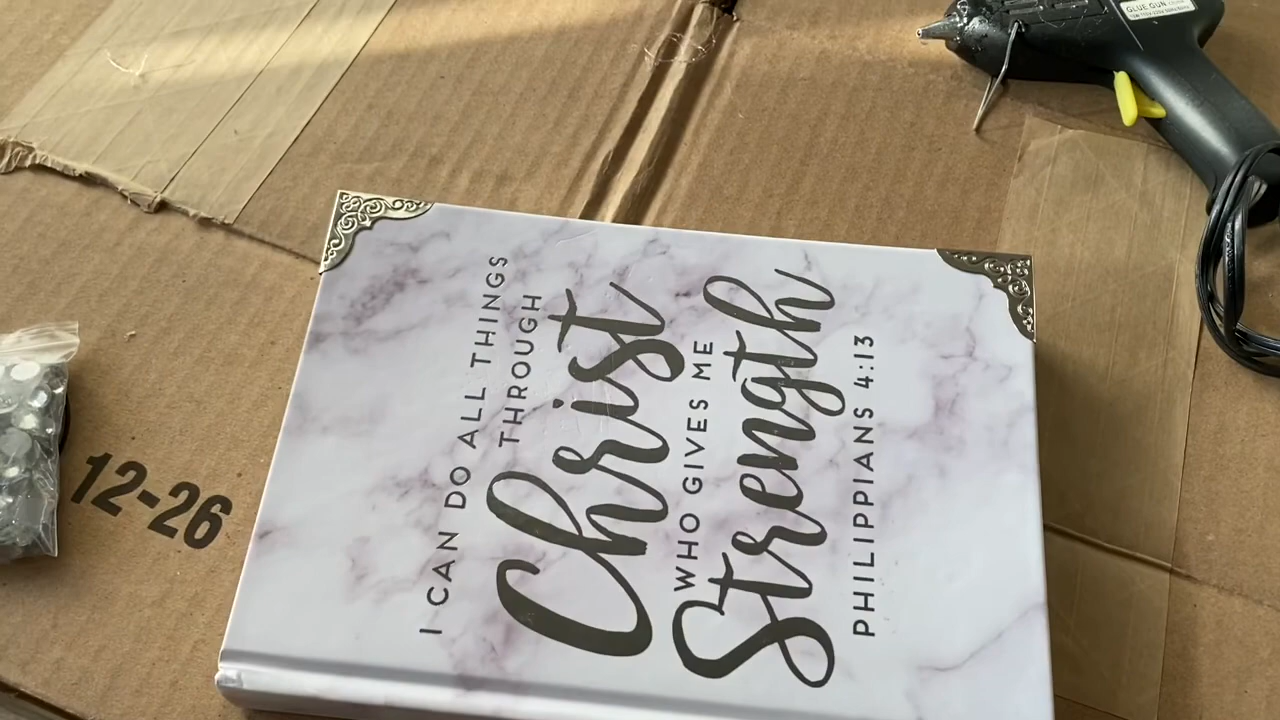 I CAN DO ALL THINGS
THROUGH
Christ
WHO GIVES ME
Strength
PHILIPPIANS 4:13
12-26
GLUE GUN